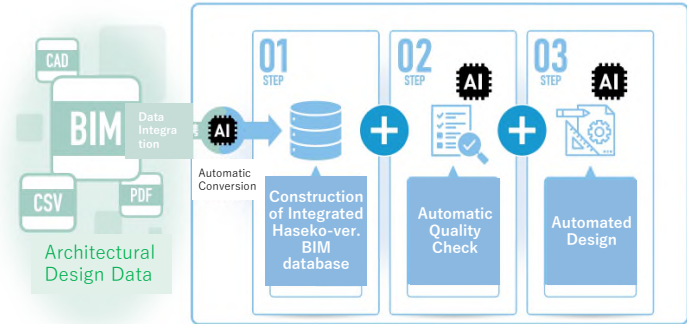 CAD
BIM
CSV
PDF
Architectural
Design Data
Data
Integra
tion
AI
Automatic
Conversion
01
STEP
Construction
of Integrated
Haseko-ver.
BIM
database
02
STEP
AI
Automatic
Quality
Check
03
STEP
AI
Automated
Design